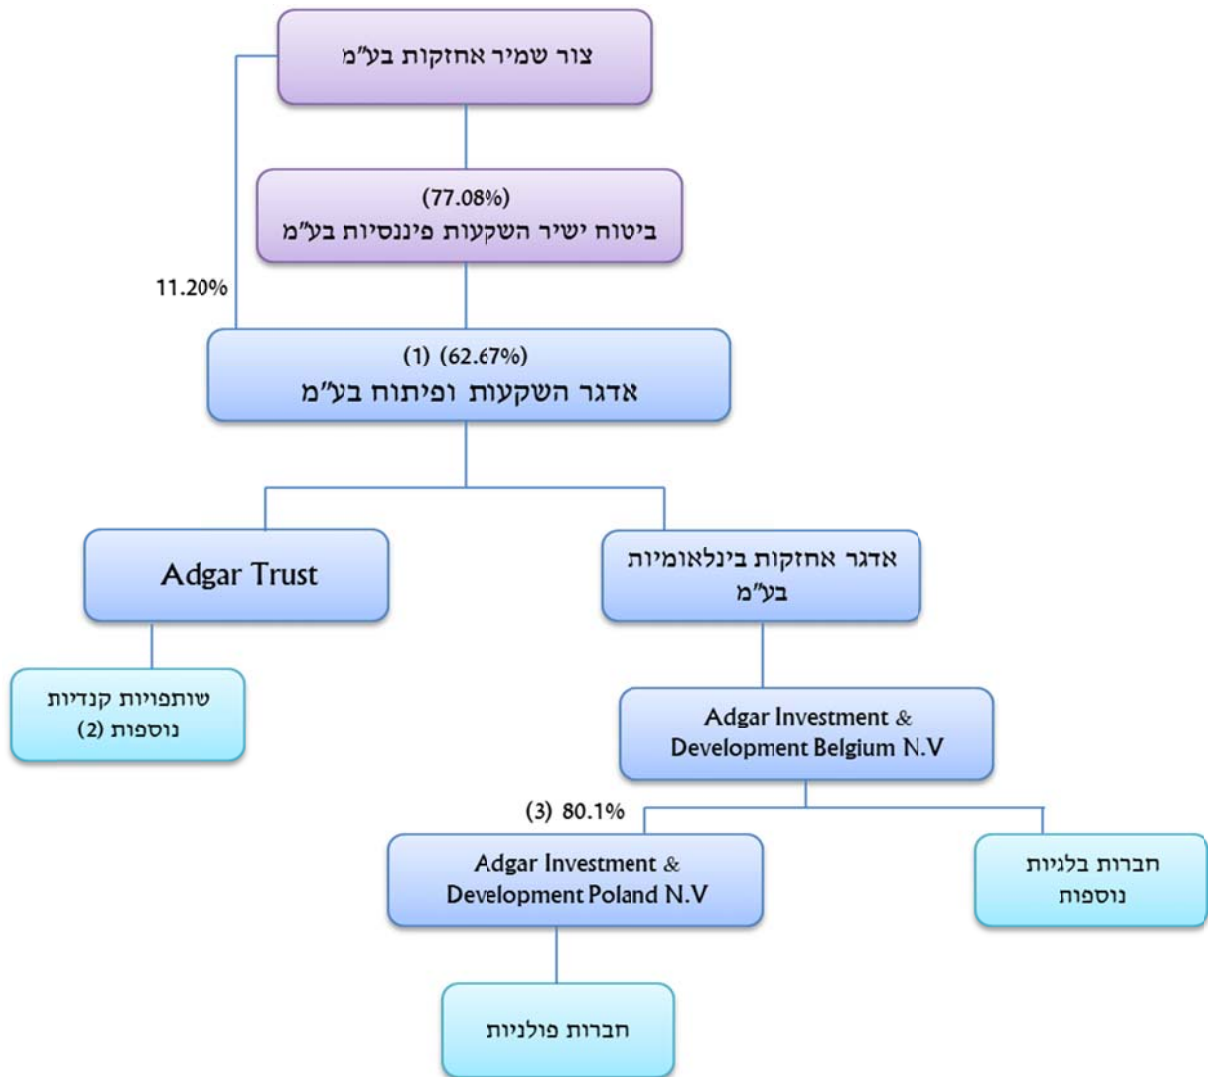 צור שמיר אחזקות בע"מ
(77.08%)
ביטוח ישיר השקעות פיננסיות בע"מ
11.20%
(1) (62.67%)
אדגר השקעות ופיתוח בע"מ
Adgar Trust
אדגר אחזקות בינלאומיות
בע"מ
שותפויות קנדיות
נוספות (2)
Adgar Investment &
Development Belgium N.V
(3) 80.1%
Adgar Investment &
Development Poland N.V
חברות בלגיות
נוספות
חברות פולניות